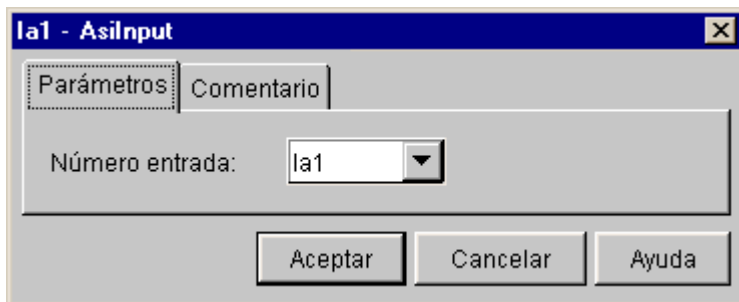 Ia1 - AsiInput
Parámetros Comentario
Número entrada: Ia1
Aceptar Cancelar Ayuda